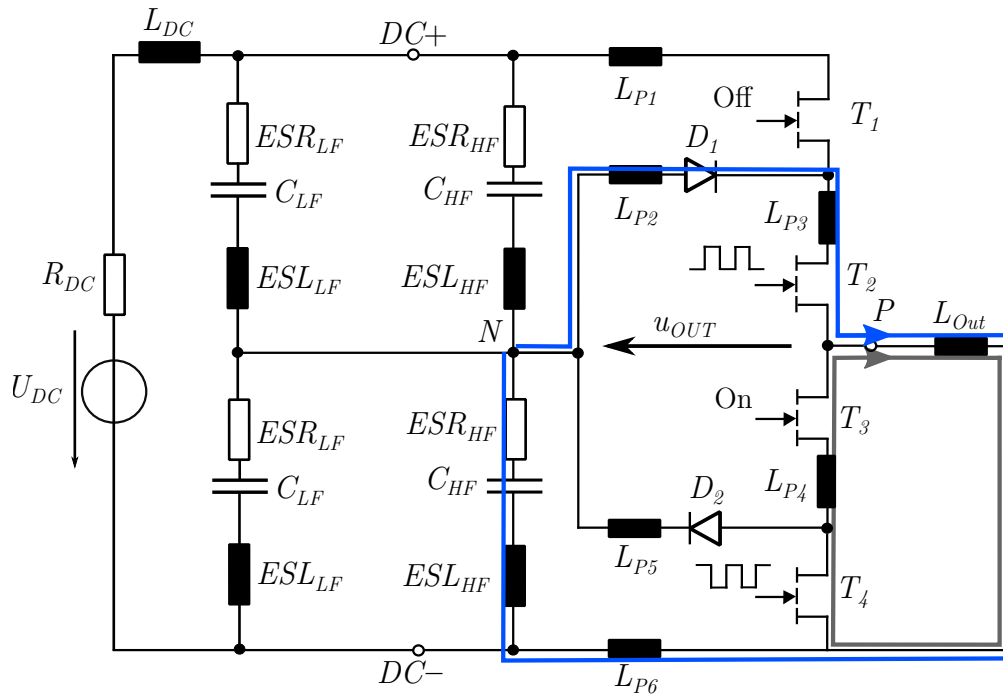 L_DC
DC+
L_P1
Off
T_1
ESR_LF
ESR_HF
D_1
C_LF
C_HF
L_P2
L_P3
R_DC
ESL_LF
ESL_HF
T_2
N
u_OUT
P
L_Out
U_DC
On
ESR_LF
ESR_HF
T_3
C_LF
C_HF
L_P4
D_2
ESL_LF
ESL_HF
L_P5
T_4
DC−
L_P6